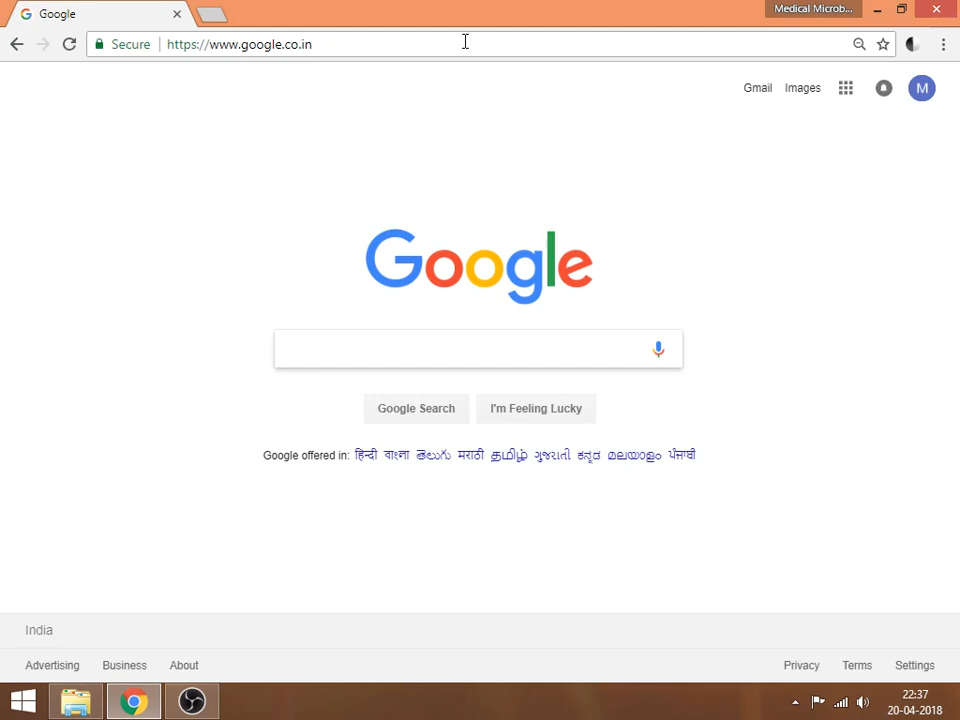 Google
Medical Microb...
Secure
https://www.google.co.in
Gmail
Images
M
Google
Google Search
I'm Feeling Lucky
Google offered in: हिन्दी বাংলা తెలుగు मराठी தமிழ் ગુજરાતી ಕನ್ನಡ മലയാളം ਪੰਜਾਬੀ
India
Advertising Business About
Privacy Terms Settings
22:37
20-04-2018